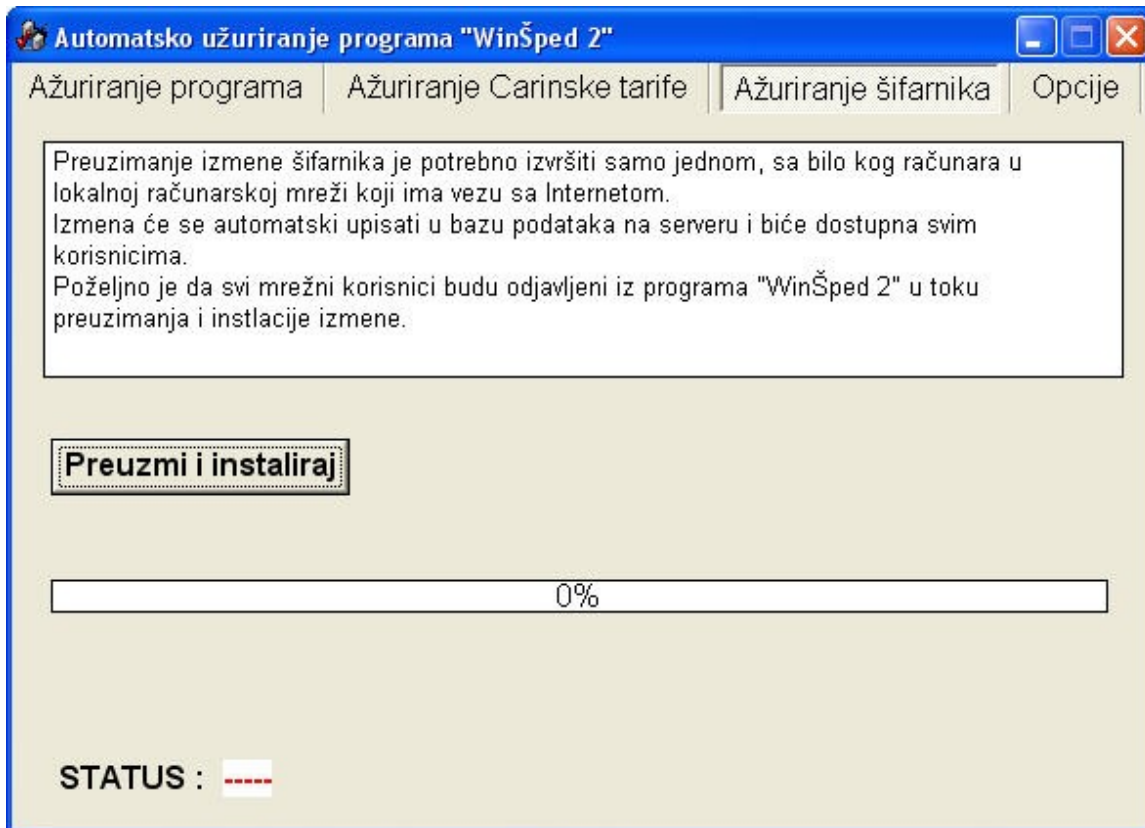 Automatsko užuriranje programa "WinŠped 2"
Ažuriranje programa Ažuriranje Carinske tarife Ažuriranje šifarnika Opcije
Preuzimanje izmene šifarnika je potrebno izvršiti samo jednom, sa bilo kog računara u
lokalnoj računarskoj mreži koji ima vezu sa Internetom.
Izmena će se automatski upisati u bazu podataka na serveru i biće dostupna svim
korisnicima.
Poželjno je da svi mrežni korisnici budu odjavljeni iz programa "WinŠped 2" u toku
preuzimanja i instlacije izmene.
Preuzmi i instaliraj
0%
STATUS : -----